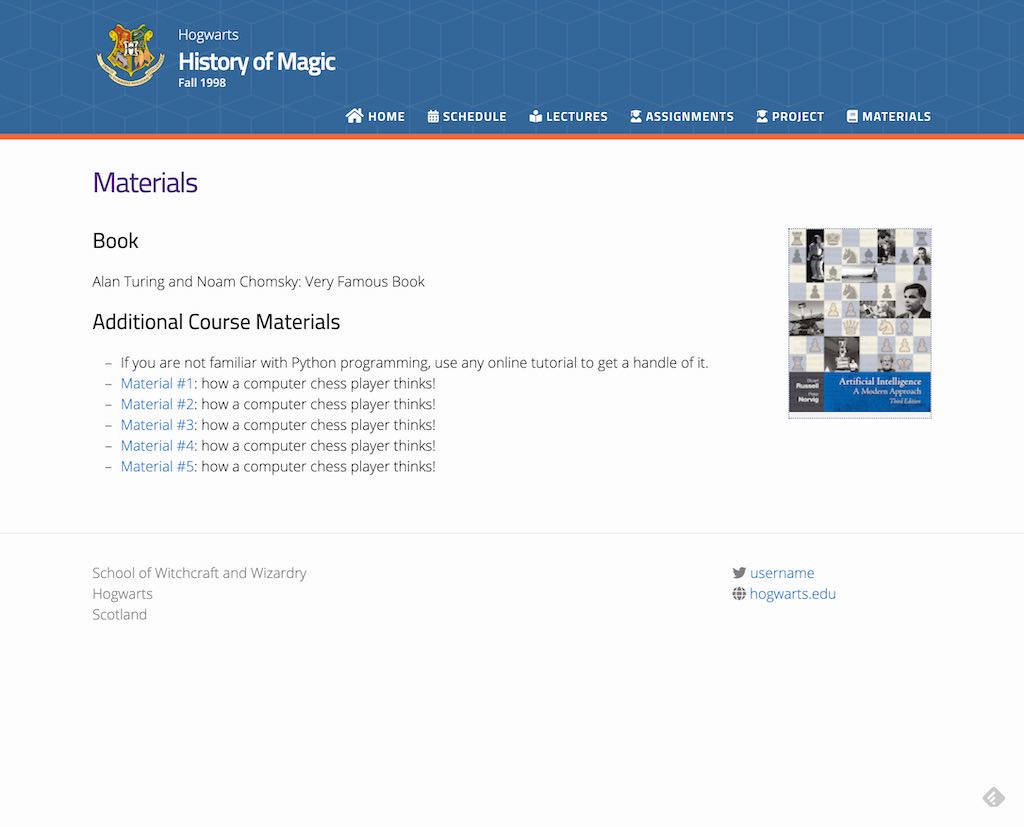 Hogwarts
History of Magic
Fall 1998
HOME SCHEDULE LECTURES ASSIGNMENTS PROJECT MATERIALS
Materials
Book
Alan Turing and Noam Chomsky: Very Famous Book
Additional Course Materials
– If you are not familiar with Python programming, use any online tutorial to get a handle of it.
– Material #1: how a computer chess player thinks!
– Material #2: how a computer chess player thinks!
– Material #3: how a computer chess player thinks!
– Material #4: how a computer chess player thinks!
– Material #5: how a computer chess player thinks!
Stuart
Russell
Peter
Norvig
Artificial Intelligence
A Modern Approach
Third Edition
School of Witchcraft and Wizardry
Hogwarts
Scotland
username
hogwarts.edu